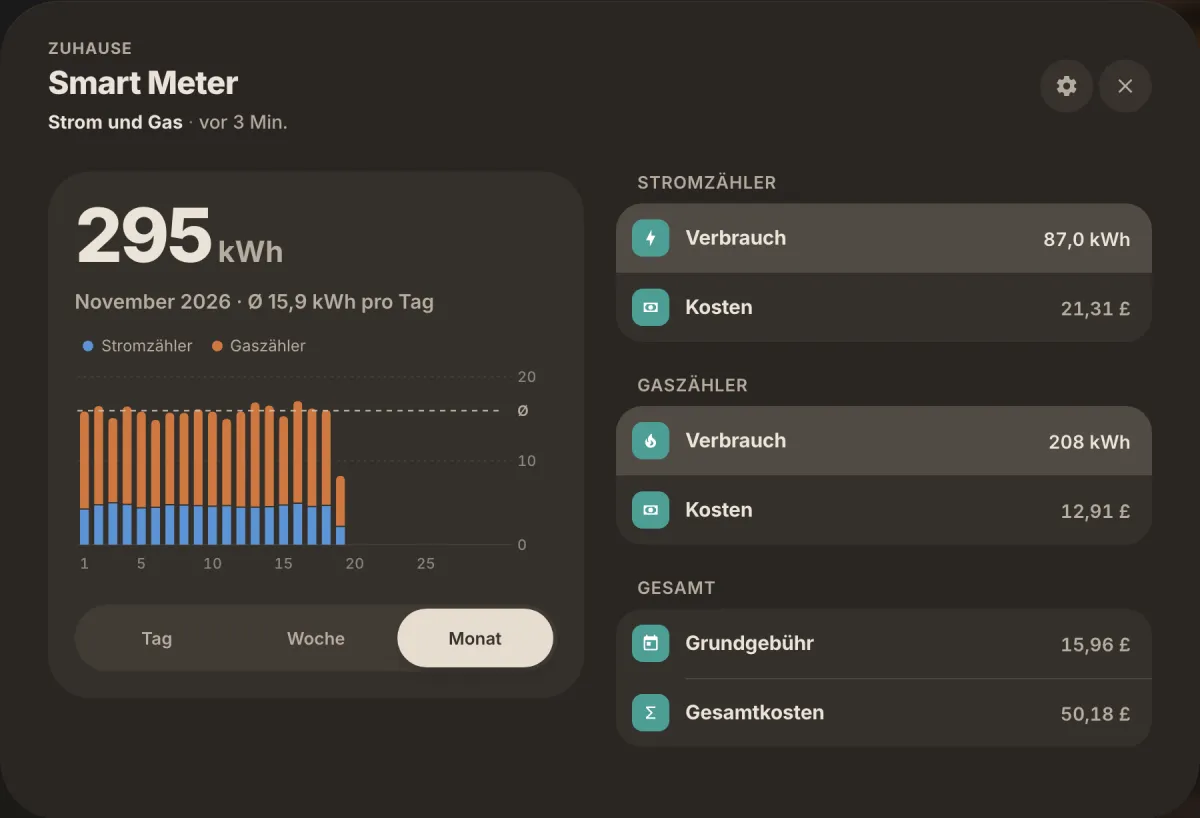 ZUHAUSE
Smart Meter
Strom und Gas · vor 3 Min.
295 kWh
November 2026 · Ø 15,9 kWh pro Tag
Stromzähler Gaszähler
20
Ø
10
0
1 5 10 15 20 25
Tag Woche Monat
STROMZÄHLER
Verbrauch 87,0 kWh
Kosten 21,31 £
GASZÄHLER
Verbrauch 208 kWh
Kosten 12,91 £
GESAMT
Grundgebühr 15,96 £
Σ Gesamtkosten 50,18 £